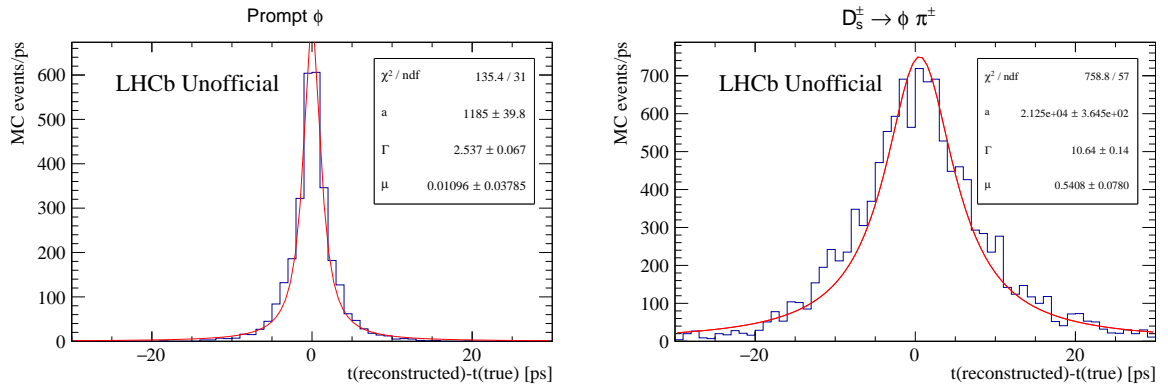 Prompt ϕ
MC events/ps
600
500
400
300
200
100
0
LHCb Unofficial
χ² / ndf 135.4 / 31
a 1185 ± 39.8
Γ 2.537 ± 0.067
μ 0.01096 ± 0.03785
−20 0 20
t(reconstructed)-t(true) [ps]
D_s^± → ϕ π^±
MC events/ps
700
600
500
400
300
200
100
0
LHCb Unofficial
χ² / ndf 758.8 / 57
a 2.125e+04 ± 3.645e+02
Γ 10.64 ± 0.14
μ 0.5408 ± 0.0780
−20 0 20
t(reconstructed)-t(true) [ps]